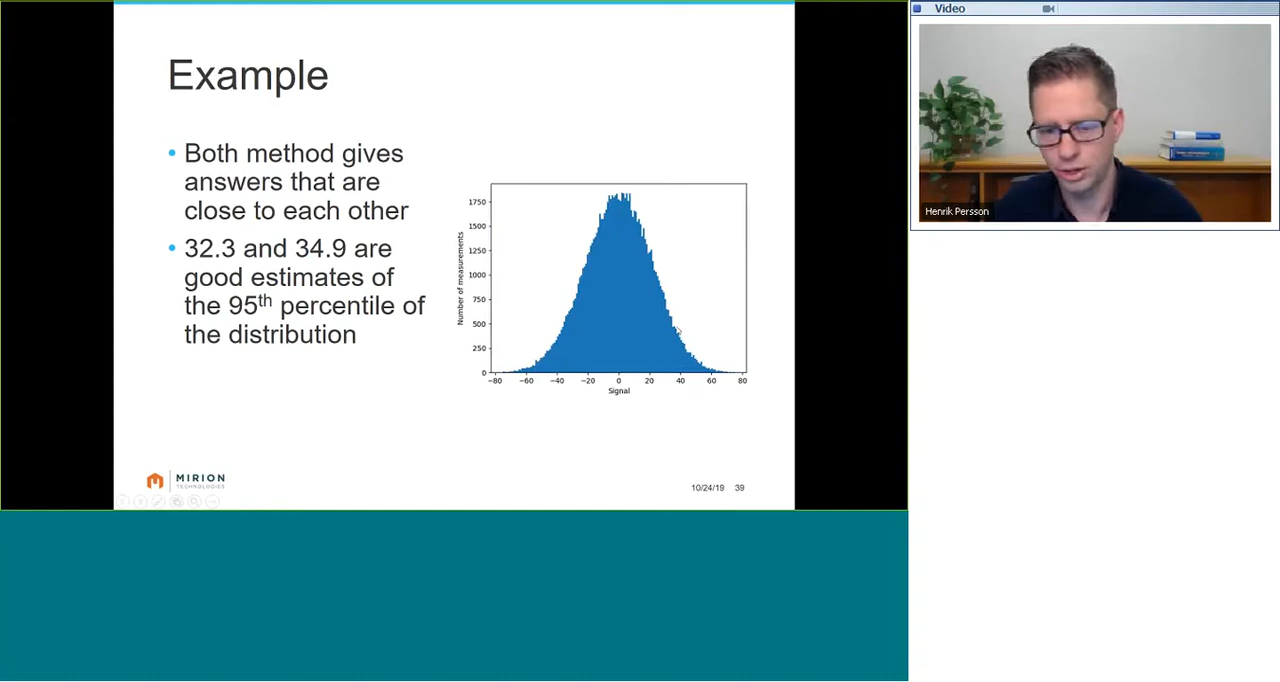 Video
Example
• Both method gives
answers that are
close to each other
• 32.3 and 34.9 are
good estimates of
the 95th percentile of
the distribution
Number of measurements
1750
1500
1250
1000
750
500
250
0
−80 −60 −40 −20 0 20 40 60 80
Signal
MIRION
TECHNOLOGIES
10/24/19 39
Henrik Persson